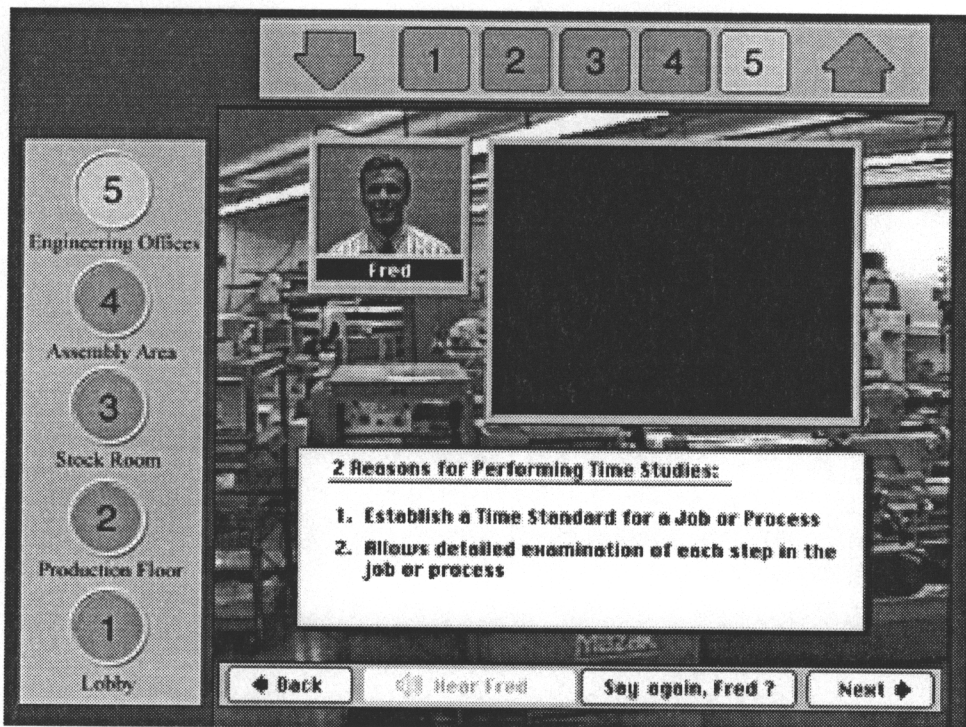 1 2 3 4 5
5
Engineering Offices
4
Assembly Area
3
Stock Room
2
Production Floor
1
Lobby
Fred
2 Reasons for Performing Time Studies:
1. Establish a Time Standard for a Job or Process
2. Allows detailed examination of each step in the
job or process
Mazak
Back
Hear Fred
Say again, Fred ?
Next